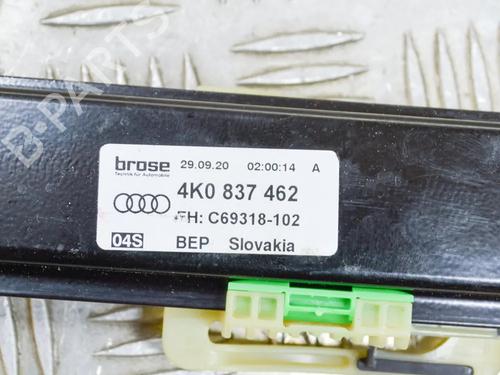 B-PARTS
brose 29.09.20 02:00:14 A
Technik für Automobile
4K0 837 462
FH: C69318-102
04S BEP Slovakia